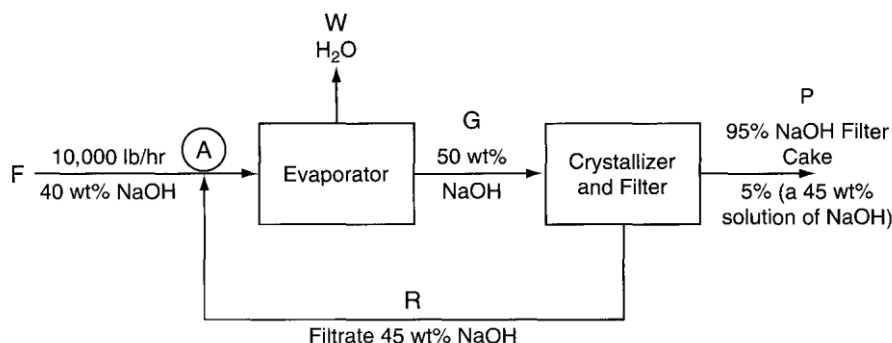 W
H₂O
P
G
95% NaOH Filter
Cake
10,000 lb/hr
A
50 wt%
Crystallizer
F
Evaporator
and Filter
40 wt% NaOH
NaOH
5% (a 45 wt%
solution of NaOH)
R
Filtrate 45 wt% NaOH